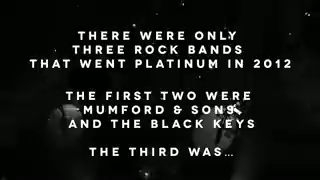 THERE WERE ONLY
THREE ROCK BANDS
THAT WENT PLATINUM IN 2012
THE FIRST TWO WERE
MUMFORD & SONS
AND THE BLACK KEYS
THE THIRD WAS...